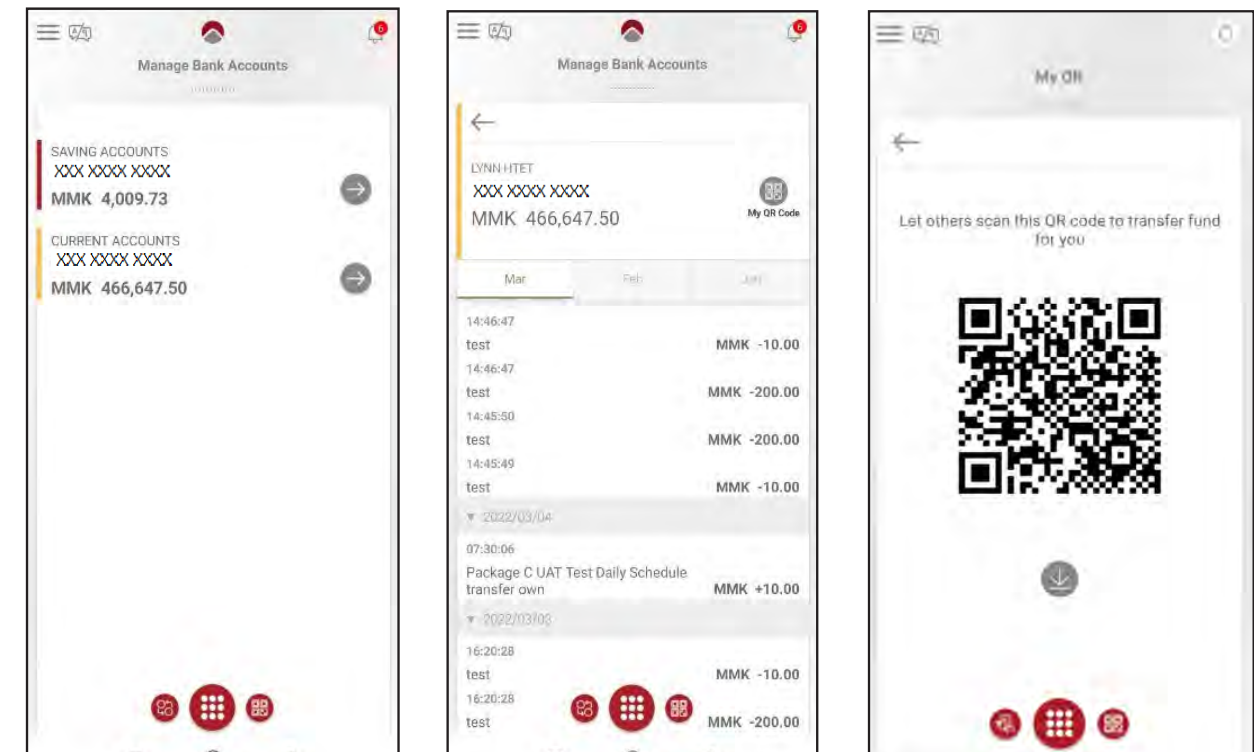 6
Manage Bank Accounts
SAVING ACCOUNTS
XXX XXXX XXXX
MMK 4,009.73
CURRENT ACCOUNTS
XXX XXXX XXXX
MMK 466,647.50
6
Manage Bank Accounts
LYNN HTET
XXX XXXX XXXX
MMK 466,647.50
My QR Code
Mar Feb Jan
14:46:47
test MMK -10.00
14:46:47
test MMK -200.00
14:45:50
test MMK -200.00
14:45:49
test MMK -10.00
2022/03/04
07:30:06
Package C UAT Test Daily Schedule
transfer own MMK +10.00
2022/03/03
16:20:28
test MMK -10.00
16:20:28
test MMK -200.00
My QR
Let others scan this QR code to transfer fund
for you